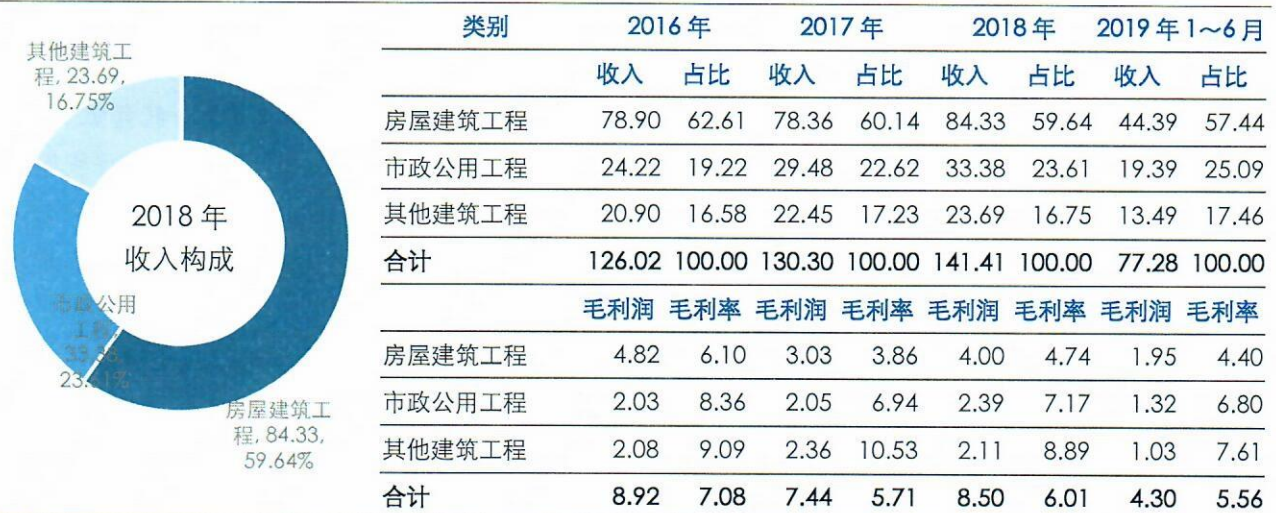 其他建筑工
程, 23.69,
16.75%
2018 年
收入构成
市政公用
工程,
33.38,
23.61%
房屋建筑工
程, 84.33,
59.64%
类别 2016 年 2017 年 2018 年 2019 年 1~6 月
收入 占比 收入 占比 收入 占比 收入 占比
房屋建筑工程 78.90 62.61 78.36 60.14 84.33 59.64 44.39 57.44
市政公用工程 24.22 19.22 29.48 22.62 33.38 23.61 19.39 25.09
其他建筑工程 20.90 16.58 22.45 17.23 23.69 16.75 13.49 17.46
合计 126.02 100.00 130.30 100.00 141.41 100.00 77.28 100.00
毛利润 毛利率 毛利润 毛利率 毛利润 毛利率 毛利润 毛利率
房屋建筑工程 4.82 6.10 3.03 3.86 4.00 4.74 1.95 4.40
市政公用工程 2.03 8.36 2.05 6.94 2.39 7.17 1.32 6.80
其他建筑工程 2.08 9.09 2.36 10.53 2.11 8.89 1.03 7.61
合计 8.92 7.08 7.44 5.71 8.50 6.01 4.30 5.56